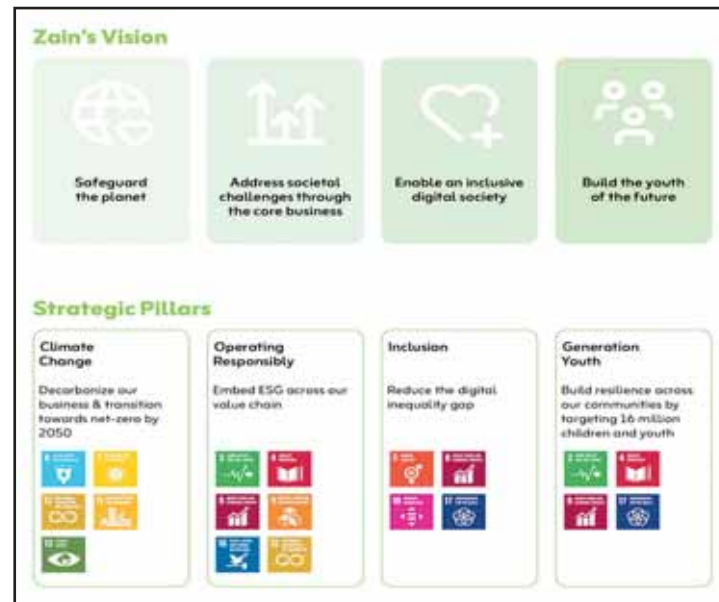 Zain's Vision
Safeguard
the planet
Address societal
challenges through
the core business
Enable an inclusive
digital society
Build the youth
of the future
Strategic Pillars
Climate
Change
Decarbonize our
business & transition
towards net-zero by
2050
Operating
Responsibly
Embed ESG across our
value chain
Inclusion
Reduce the digital
inequality gap
Generation
Youth
Build resilience across
our communities by
targeting 16 million
children and youth